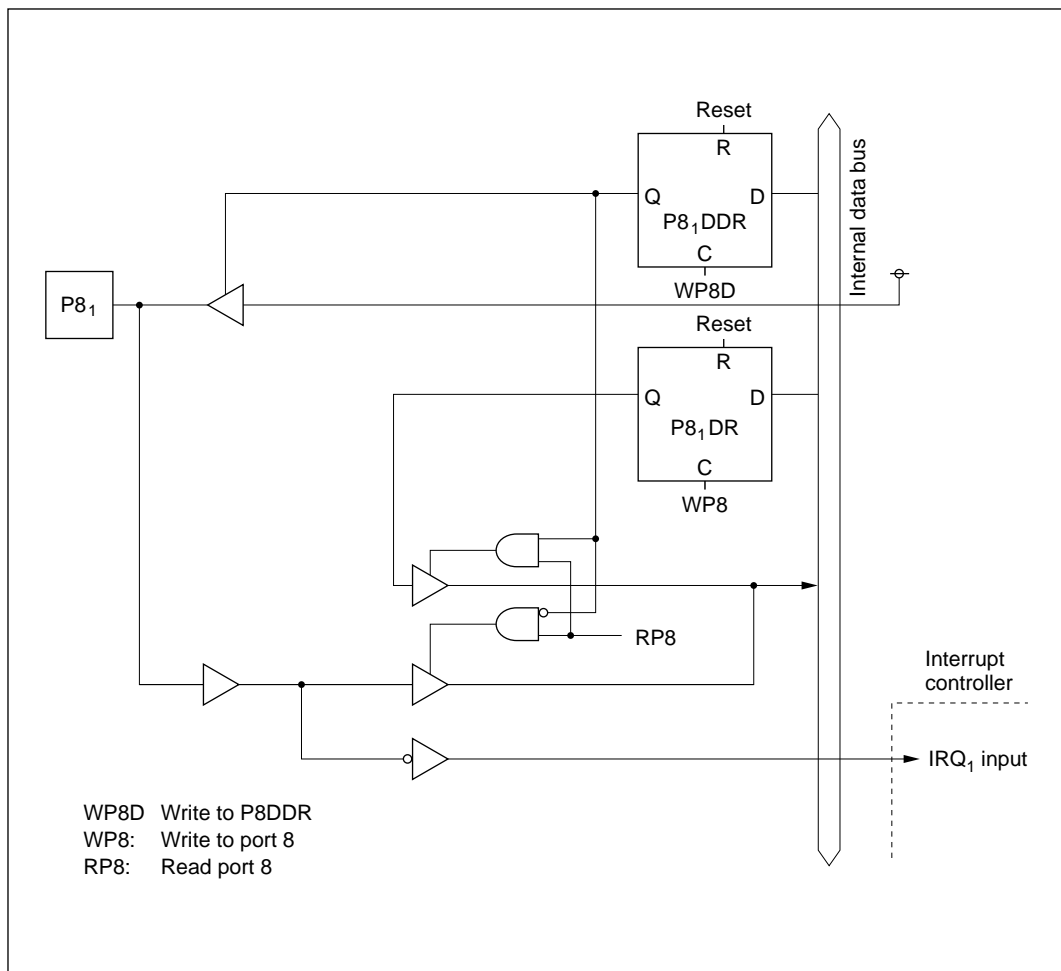 Reset
R
Q D
P8₁DDR
C
WP8D
Internal data bus
P8₁
Reset
R
Q D
P8₁DR
C
WP8
RP8
Interrupt
controller
IRQ₁ input
WP8D Write to P8DDR
WP8: Write to port 8
RP8: Read port 8